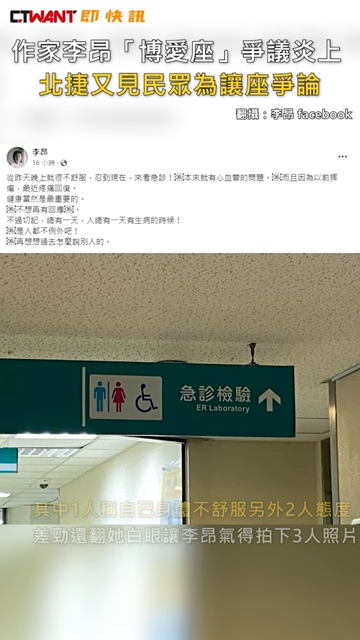 CTWANT 即快訊
作家李昂「博愛座」爭議炎上
北捷又見民眾為讓座爭論
翻攝：李昂 facebook
李昂
16 小時
從昨天晚上就很不舒服，忍到現在，來看急診！本來就有心血管的問題。而且因為以前摔
傷，最近疼痛回復。
健康當然是最重要的。
不想再有回應。
不過切記，總有一天，人總有一天有生病的時候！
是人都不例外吧！
再想想過去怎麼說別人的。
急診檢驗
ER Laboratory
其中1人稱自己身體不舒服另外2人態度
差勁還翻她白眼讓李昂氣得拍下3人照片